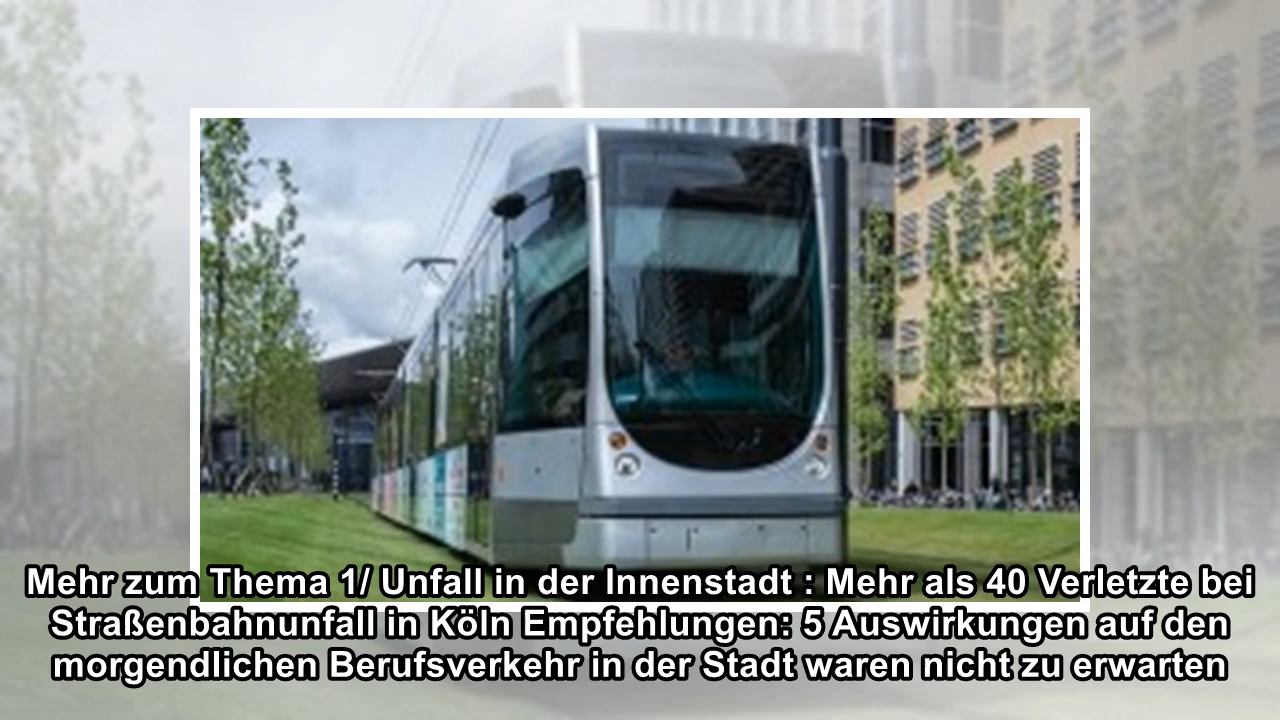 Mehr zum Thema 1/ Unfall in der Innenstadt : Mehr als 40 Verletzte bei
Straßenbahnunfall in Köln Empfehlungen: 5 Auswirkungen auf den
morgendlichen Berufsverkehr in der Stadt waren nicht zu erwarten